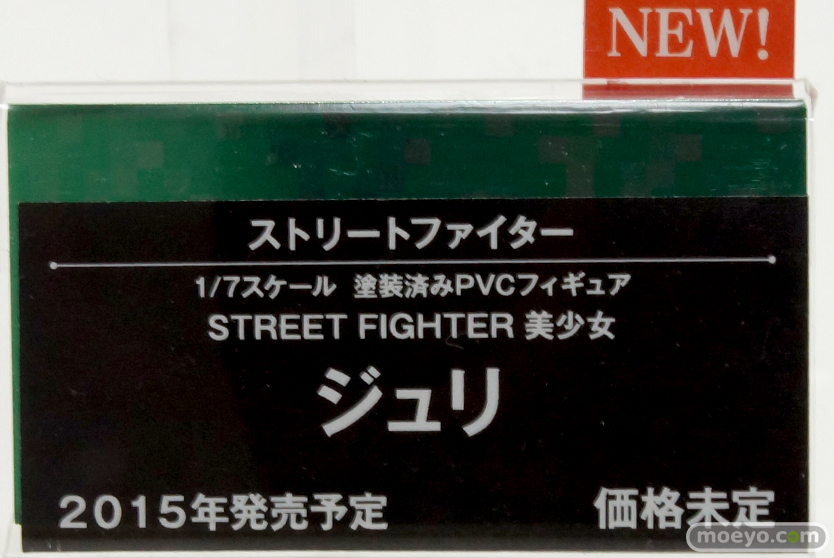 NEW!
ストリートファイター
1/7スケール 塗装済みPVCフィギュア
STREET FIGHTER 美少女
ジュリ
2015年発売予定 価格未定
moeyo.com